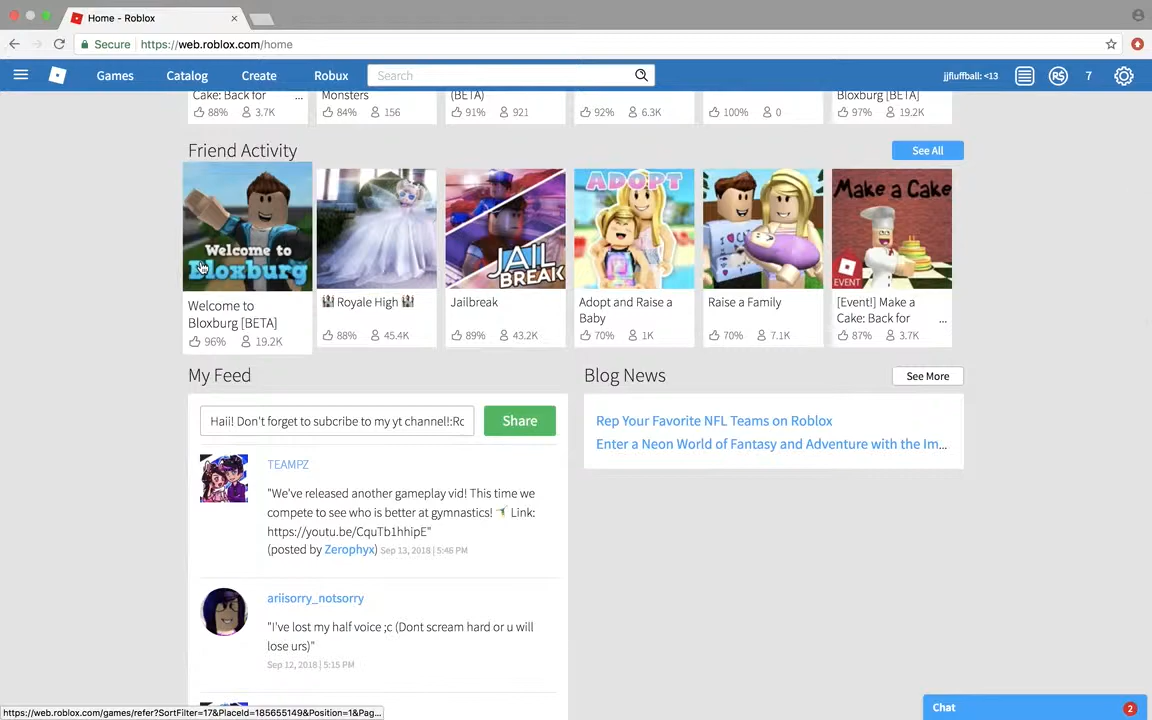 Home - Roblox
Secure
https://web.roblox.com/home
Games
Catalog
Create
Robux
Search
jjfluffball: <13
7
Cake: Back for ...
88% 3.7K
Monsters
84% 156
(BETA)
91% 921
92% 6.3K
100% 0
Bloxburg [BETA]
97% 19.2K
Friend Activity
See All
Welcome to
Bloxburg
JAIL
BREAK
ADOPT
Make a Cake
EVENT
Welcome to
Bloxburg [BETA]
96% 19.2K
Royale High
88% 45.4K
Jailbreak
89% 43.2K
Adopt and Raise a
Baby
70% 1K
Raise a Family
70% 7.1K
[Event!] Make a
Cake: Back for ...
87% 3.7K
My Feed
Blog News
See More
Haii! Don't forget to subcribe to my yt channel!:Rc
Share
Rep Your Favorite NFL Teams on Roblox
Enter a Neon World of Fantasy and Adventure with the Im...
TEAMPZ
"We've released another gameplay vid! This time we
compete to see who is better at gymnastics! Link:
https://youtu.be/CquTb1hhipE"
(posted by Zerophyx) Sep 13, 2018 | 5:48 PM
ariisorry_notsorry
"I've lost my half voice ;c (Dont scream hard or u will
lose urs)"
Sep 12, 2018 | 5:15 PM
https://web.roblox.com/games/refer?SortFilter=17&PlaceId=185655149&Position=1&Pag...
Chat
2